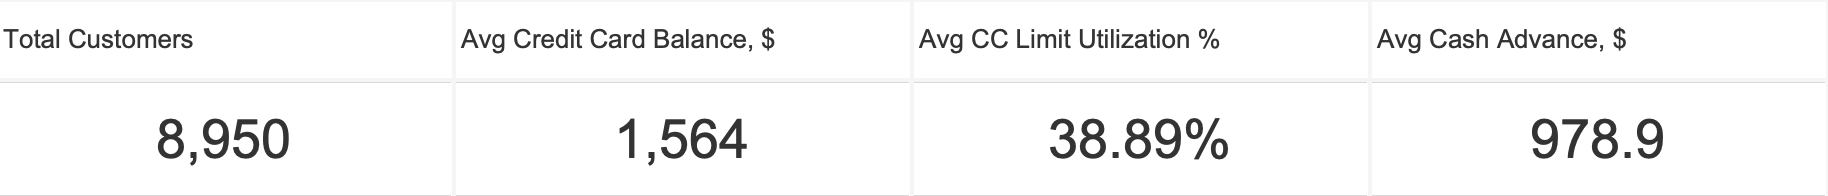 Total Customers
Avg Credit Card Balance, $
Avg CC Limit Utilization %
Avg Cash Advance, $
8,950
1,564
38.89%
978.9